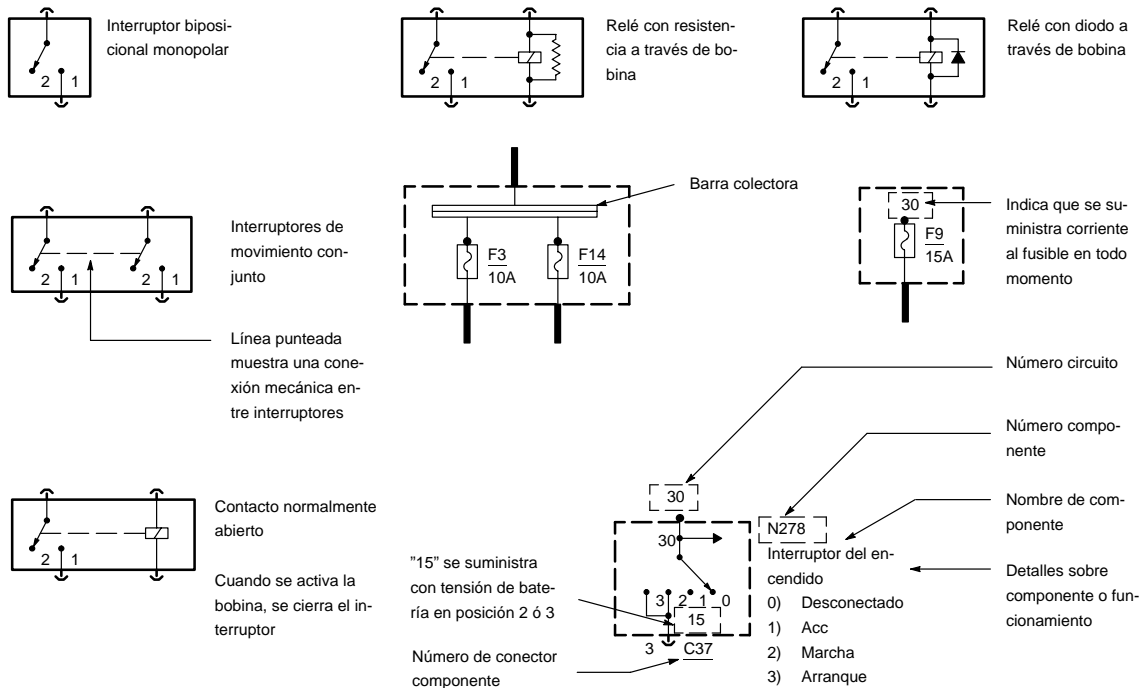 Interruptor biposi-
cional monopolar
2 1
Relé con resisten-
cia a través de bo-
bina
2 1
Relé con diodo a
través de bobina
2 1
Interruptores de
movimiento con-
junto
2 1 2 1
Línea punteada
muestra una cone-
xión mecánica en-
tre interruptores
Barra colectora
F3
10A
F14
10A
30
F9
15A
Indica que se su-
ministra corriente
al fusible en todo
momento
Contacto normalmente
abierto
2 1
Cuando se activa la
bobina, se cierra el in-
terruptor
Número circuito
Número compo-
nente
Nombre de com-
ponente
Detalles sobre
componente o fun-
cionamiento
30
30
N278
Interruptor del en-
cendido
0) Desconectado
1) Acc
2) Marcha
3) Arranque
3 2 1 0
15
3 C37
"15" se suministra
con tensión de bate-
ría en posición 2 ó 3
Número de conector
componente